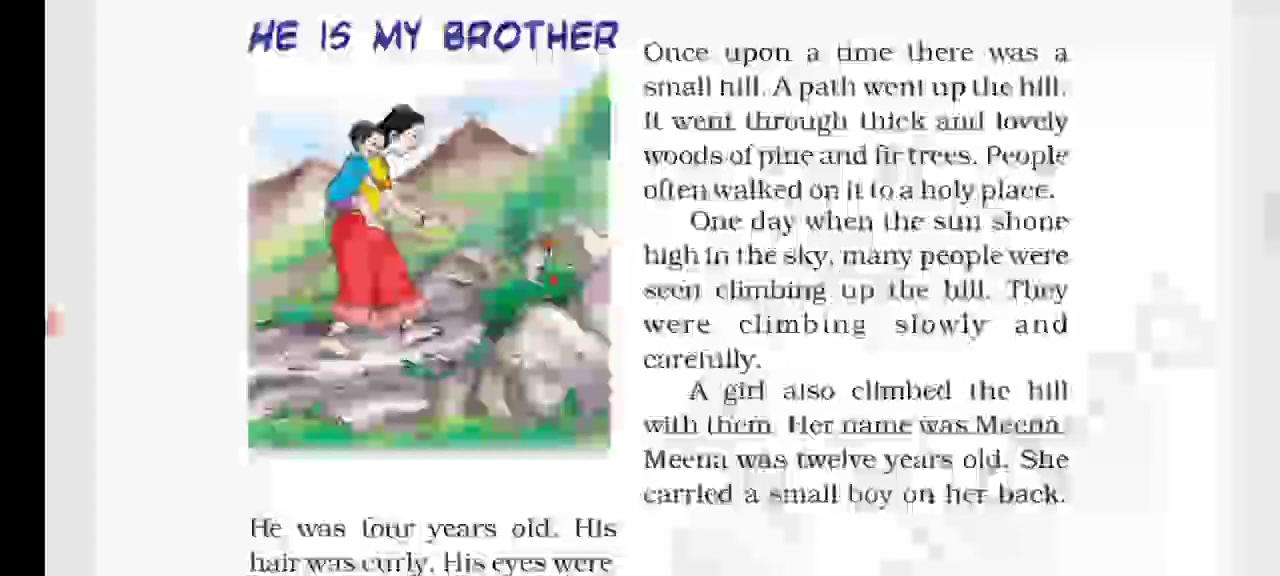 HE IS MY BROTHER
Once upon a time there was a
small hill. A path went up the hill.
It went through thick and lovely
woods of pine and fir trees. People
often walked on it to a holy place.
One day when the sun shone
high in the sky, many people were
seen climbing up the hill. They
were climbing slowly and
carefully.
A girl also climbed the hill
with them. Her name was Meena.
Meena was twelve years old. She
carried a small boy on her back.
He was four years old. His
hair was curly. His eyes were